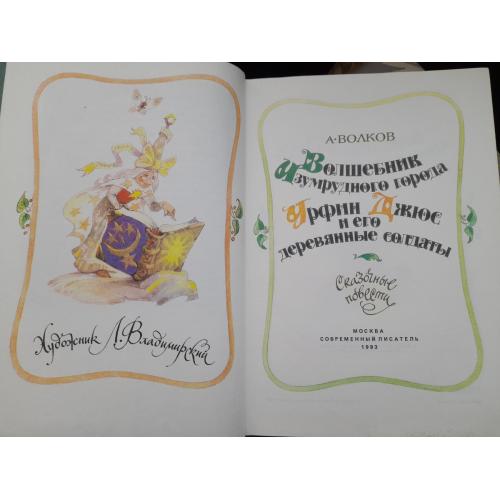 Художник Л. Владимирский
А. ВОЛКОВ
ВОЛШЕБНИК
ИЗУМРУДНОГО ГОРОДА
УРФИН ДЖЮС
И ЕГО
ДЕРЕВЯННЫЕ СОЛДАТЫ
Сказочные
повести
МОСКВА
СОВРЕМЕННЫЙ ПИСАТЕЛЬ
1993